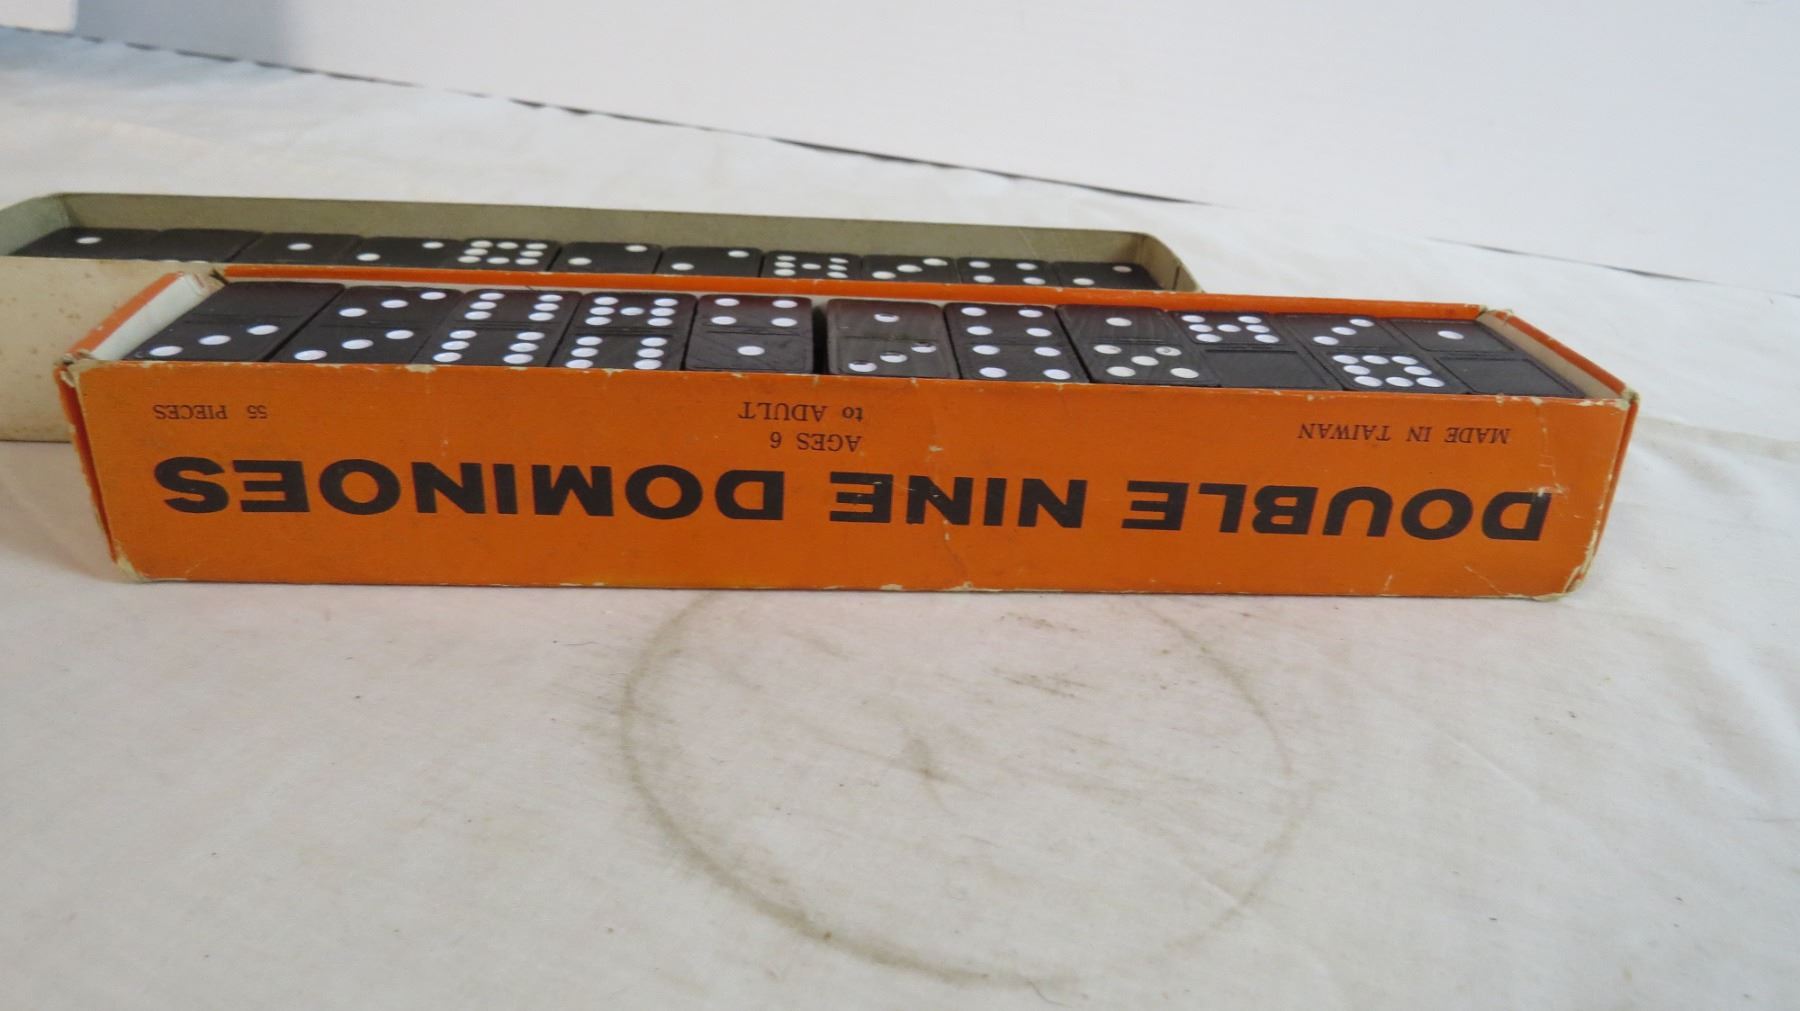 DOUBLE NINE DOMINOES
MADE IN TAIWAN
AGES 6
to ADULT
55 PIECES